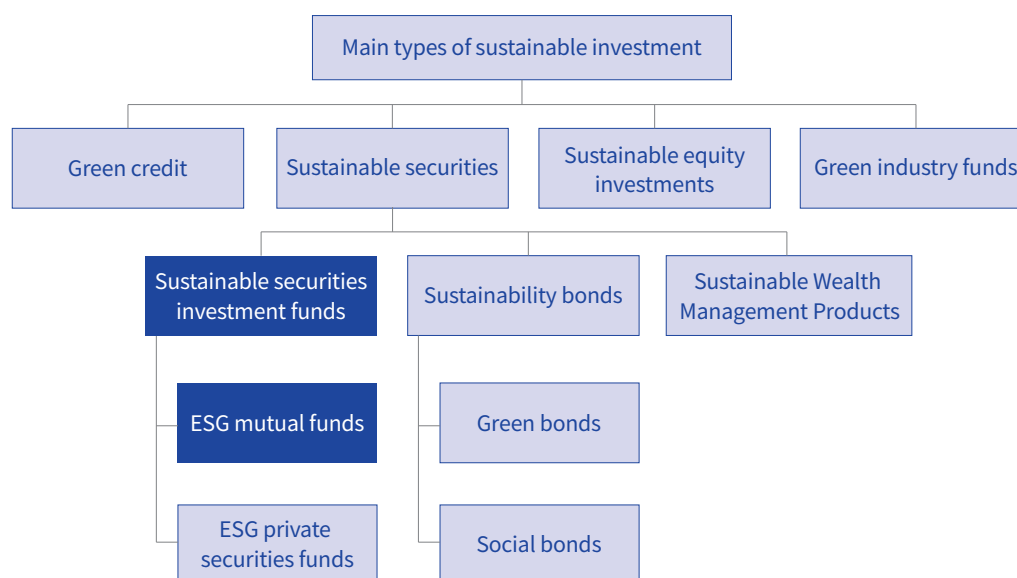 Main types of sustainable investment
Green credit
Sustainable securities
Sustainable equity
investments
Green industry funds
Sustainable securities
investment funds
Sustainability bonds
Sustainable Wealth
Management Products
ESG mutual funds
Green bonds
ESG private
securities funds
Social bonds